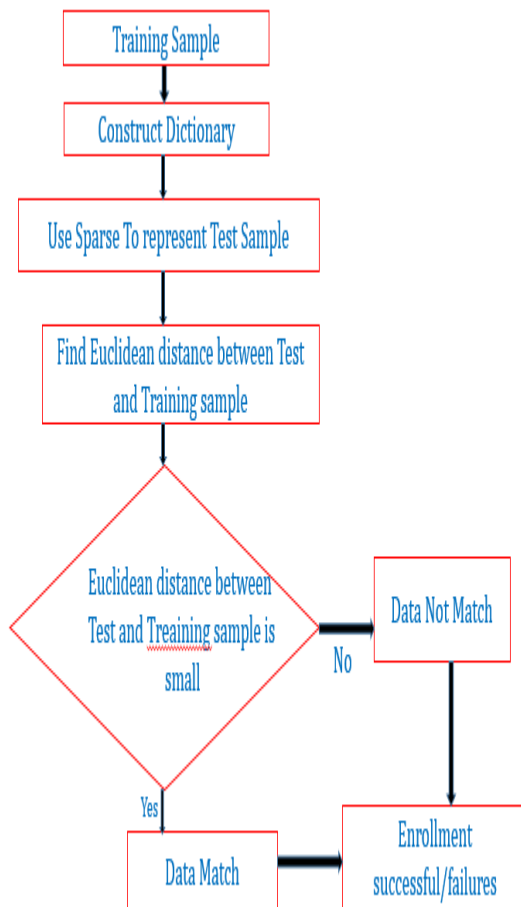 Training Sample
Construct Dictionary
Use Sparse To represent Test Sample
Find Euclidean distance between Test
and Training sample
Euclidean distance between
Test and Treaining sample is
small
No
Data Not Match
Yes
Data Match
Enrollment
successful/failures